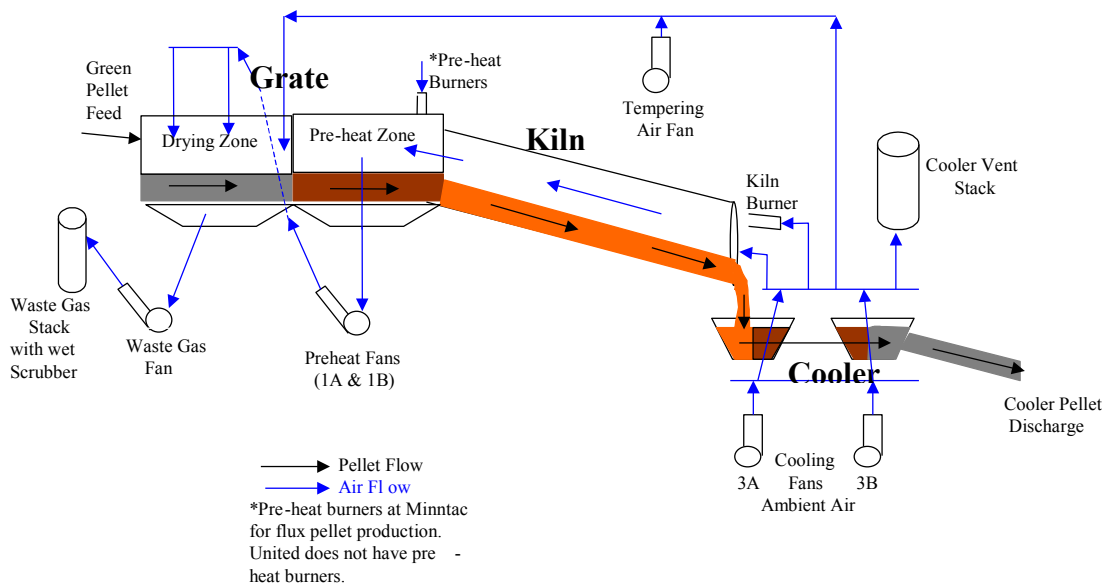 Green
Pellet
Feed
Grate
*Pre-heat
Burners
Tempering
Air Fan
Drying Zone
Pre-heat Zone
Kiln
Cooler Vent
Stack
Kiln
Burner
Waste Gas
Stack
with wet
Scrubber
Waste Gas
Fan
Preheat Fans
(1A & 1B)
Cooler
Cooler Pellet
Discharge
3A
Cooling
Fans
Ambient Air
3B
Pellet Flow
Air Fl ow
*Pre-heat burners at Minntac
for flux pellet production.
United does not have pre -
heat burners.